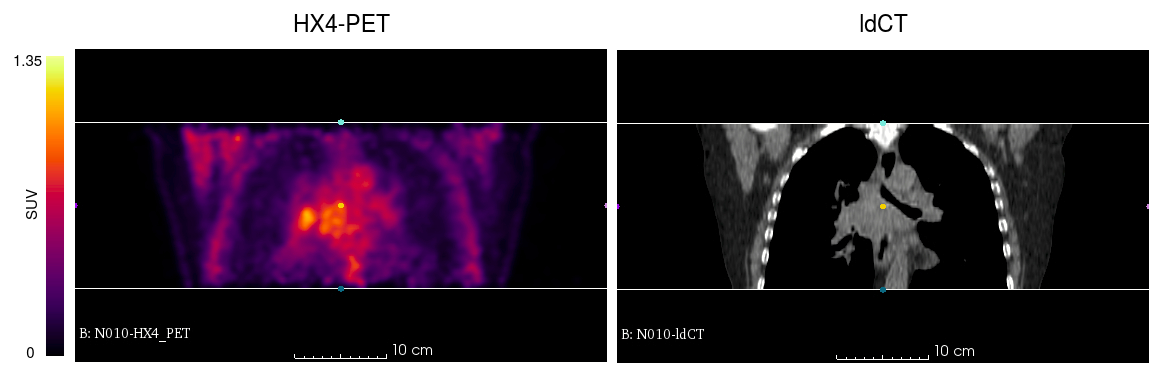 HX4-PET
ldCT
1.35
SUV
0
B: N010-HX4_PET
10 cm
B: N010-ldCT
10 cm